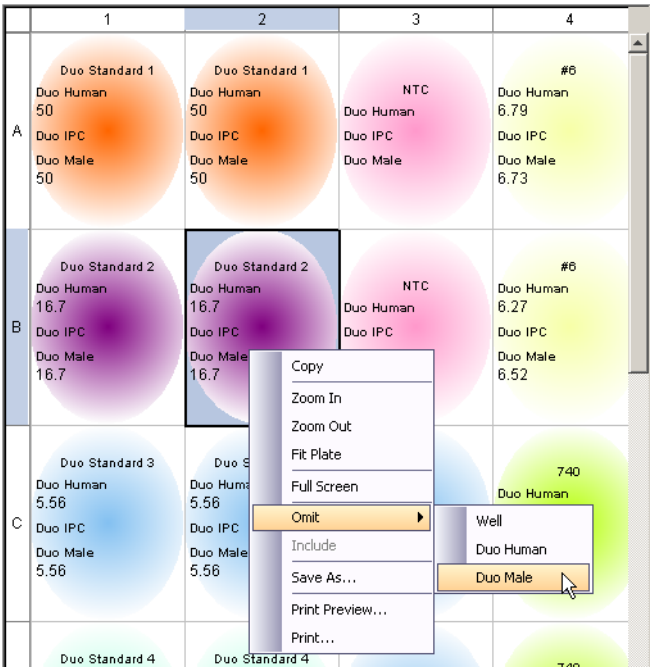 1 2 3 4
A
Duo Standard 1
Duo Human
50
Duo IPC
Duo Male
50
Duo Standard 1
Duo Human
50
Duo IPC
Duo Male
50
NTC
Duo Human
Duo IPC
Duo Male
#6
Duo Human
6.79
Duo IPC
Duo Male
6.73
B
Duo Standard 2
Duo Human
16.7
Duo IPC
Duo Male
16.7
Duo Standard 2
Duo Human
16.7
Duo IPC
Duo Male
16.7
NTC
Duo Human
Duo IPC
#6
Duo Human
6.27
Duo IPC
Duo Male
6.52
C
Duo Standard 3
Duo Human
5.56
Duo IPC
Duo Male
5.56
Duo S
Duo Huma
5.56
Duo IPC
Duo Male
5.56
740
Duo Human
Duo Standard 4
Duo Standard 4
Copy
Zoom In
Zoom Out
Fit Plate
Full Screen
Omit
Include
Save As...
Print Preview...
Print...
Well
Duo Human
Duo Male